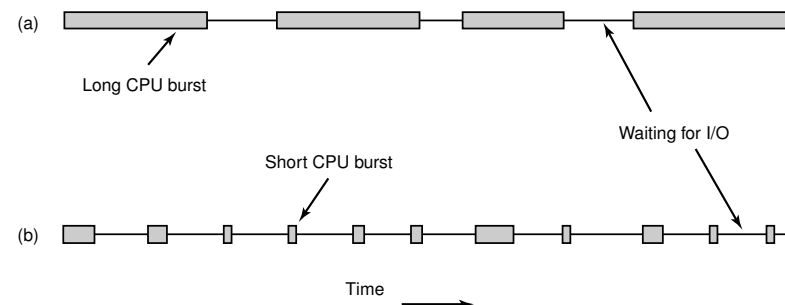 (a)
Long CPU burst
Waiting for I/O
Short CPU burst
(b)
Time